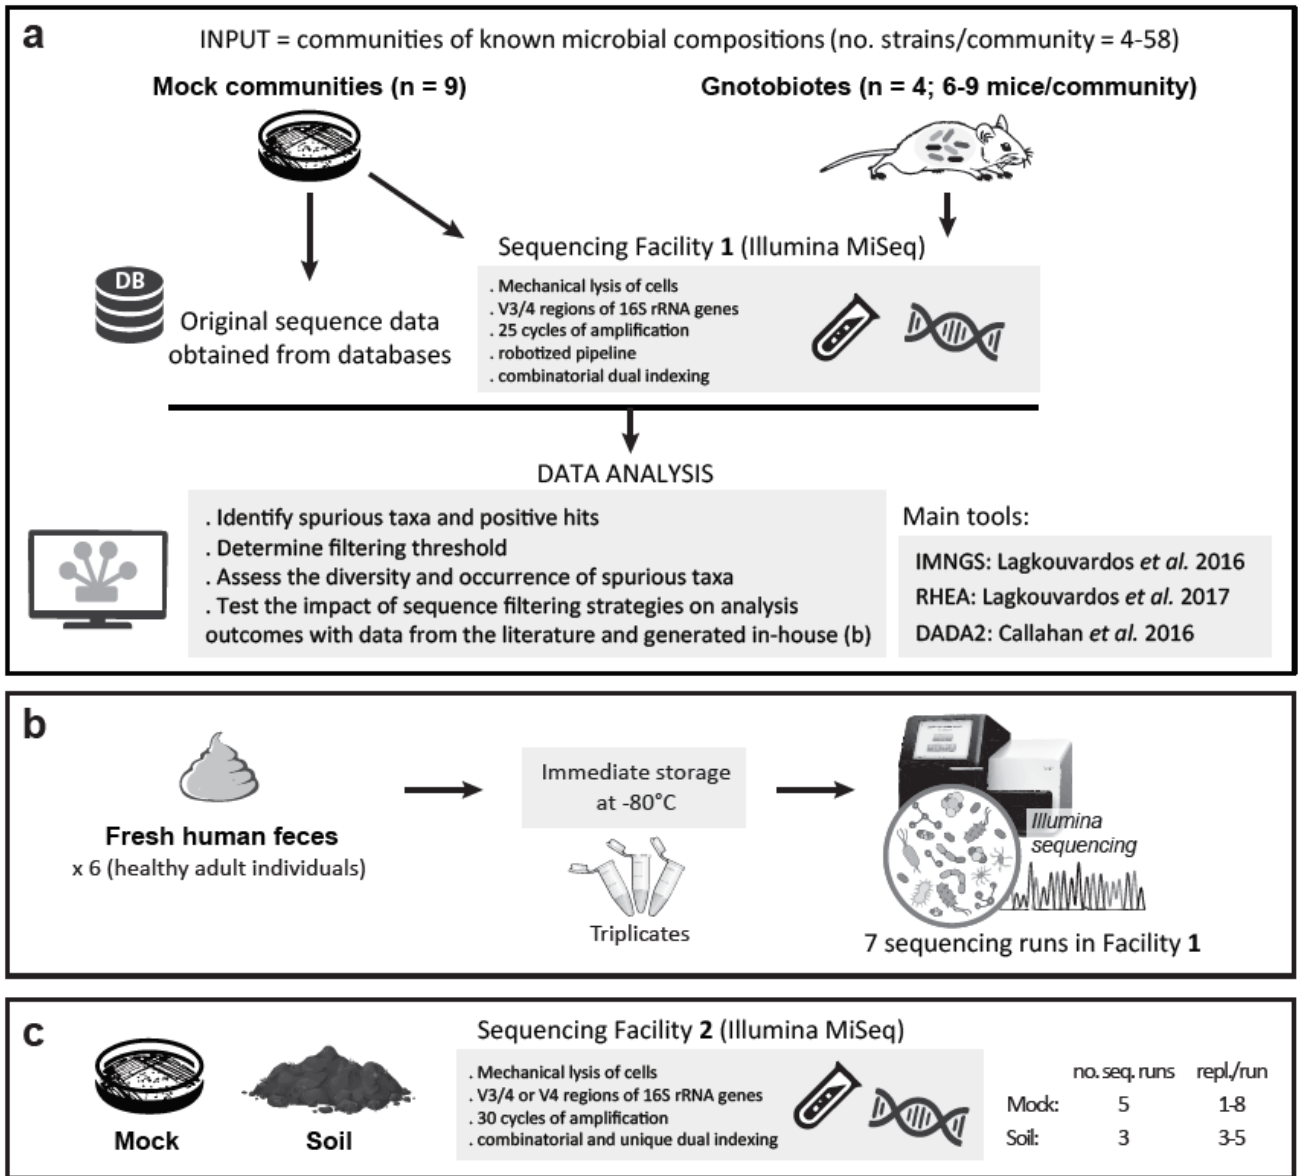 a
INPUT = communities of known microbial compositions (no. strains/community = 4-58)
Mock communities (n = 9)
Gnotobiotes (n = 4; 6-9 mice/community)
Sequencing Facility 1 (Illumina MiSeq)
DB
Original sequence data
obtained from databases
. Mechanical lysis of cells
. V3/4 regions of 16S rRNA genes
. 25 cycles of amplification
. robotized pipeline
. combinatorial dual indexing
DATA ANALYSIS
. Identify spurious taxa and positive hits
. Determine filtering threshold
. Assess the diversity and occurrence of spurious taxa
. Test the impact of sequence filtering strategies on analysis
outcomes with data from the literature and generated in-house (b)
Main tools:
IMNGS: Lagkouvardos et al. 2016
RHEA: Lagkouvardos et al. 2017
DADA2: Callahan et al. 2016
b
Fresh human feces
x 6 (healthy adult individuals)
Immediate storage
at -80°C
Triplicates
Illumina
sequencing
7 sequencing runs in Facility 1
c
Mock
Soil
Sequencing Facility 2 (Illumina MiSeq)
. Mechanical lysis of cells
. V3/4 or V4 regions of 16S rRNA genes
. 30 cycles of amplification
. combinatorial and unique dual indexing
no. seq. runs repl./run
Mock: 5 1-8
Soil: 3 3-5